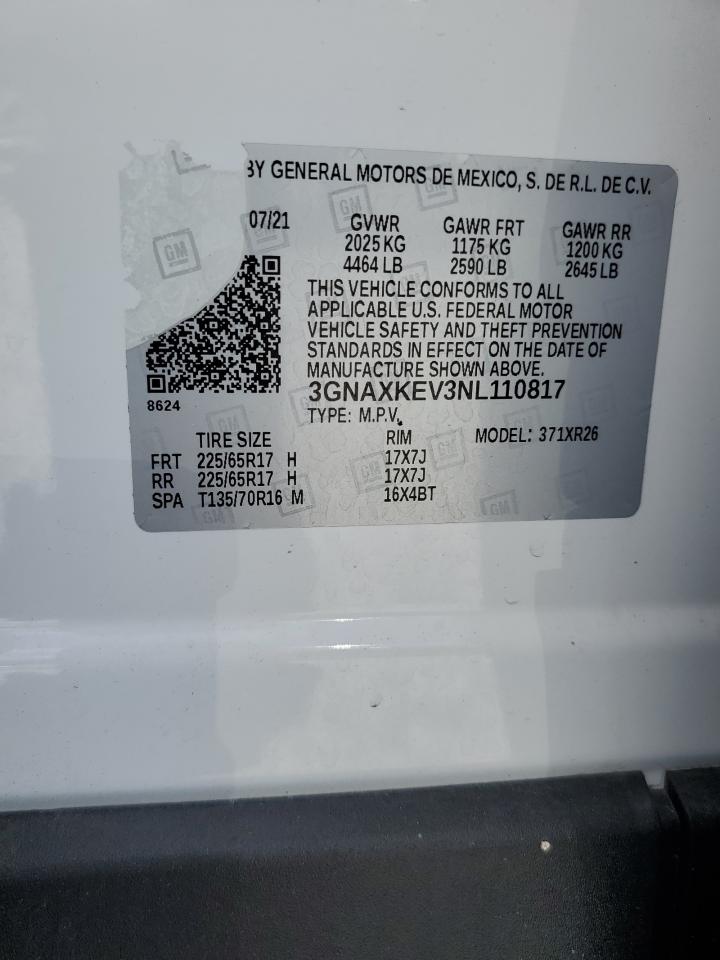 BY GENERAL MOTORS DE MEXICO, S. DE R.L. DE C.V.
07/21 GVWR GAWR FRT GAWR RR
2025 KG 1175 KG 1200 KG
4464 LB 2590 LB 2645 LB
THIS VEHICLE CONFORMS TO ALL
APPLICABLE U.S. FEDERAL MOTOR
VEHICLE SAFETY AND THEFT PREVENTION
STANDARDS IN EFFECT ON THE DATE OF
MANUFACTURE SHOWN ABOVE.
3GNAXKEV3NL110817
8624
TYPE: M.P.V.
TIRE SIZE RIM MODEL: 371XR26
FRT 225/65R17 H 17X7J
RR 225/65R17 H 17X7J
SPA T135/70R16 M 16X4BT
GM
GM